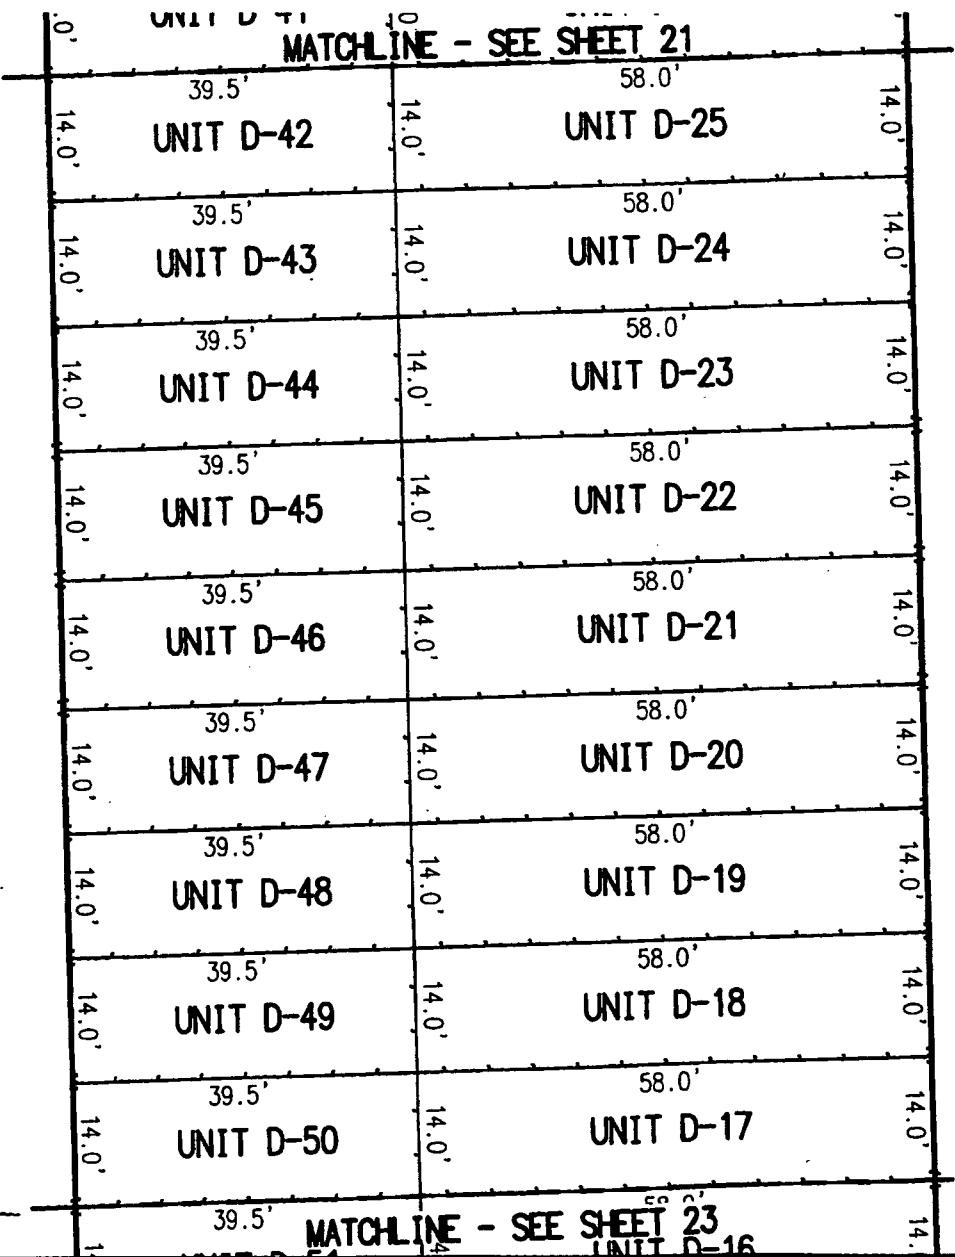 UNIT D-41
MATCHLINE - SEE SHEET 21
39.5' 58.0'
14.0' UNIT D-42 14.0' UNIT D-25 14.0'
39.5' 58.0'
14.0' UNIT D-43 14.0' UNIT D-24 14.0'
39.5' 58.0'
14.0' UNIT D-44 14.0' UNIT D-23 14.0'
39.5' 58.0'
14.0' UNIT D-45 14.0' UNIT D-22 14.0'
39.5' 58.0'
14.0' UNIT D-46 14.0' UNIT D-21 14.0'
39.5' 58.0'
14.0' UNIT D-47 14.0' UNIT D-20 14.0'
39.5' 58.0'
14.0' UNIT D-48 14.0' UNIT D-19 14.0'
39.5' 58.0'
14.0' UNIT D-49 14.0' UNIT D-18 14.0'
39.5' 58.0'
14.0' UNIT D-50 14.0' UNIT D-17 14.0'
39.5'
MATCHLINE - SEE SHEET 23
UNIT D-51 UNIT D-16